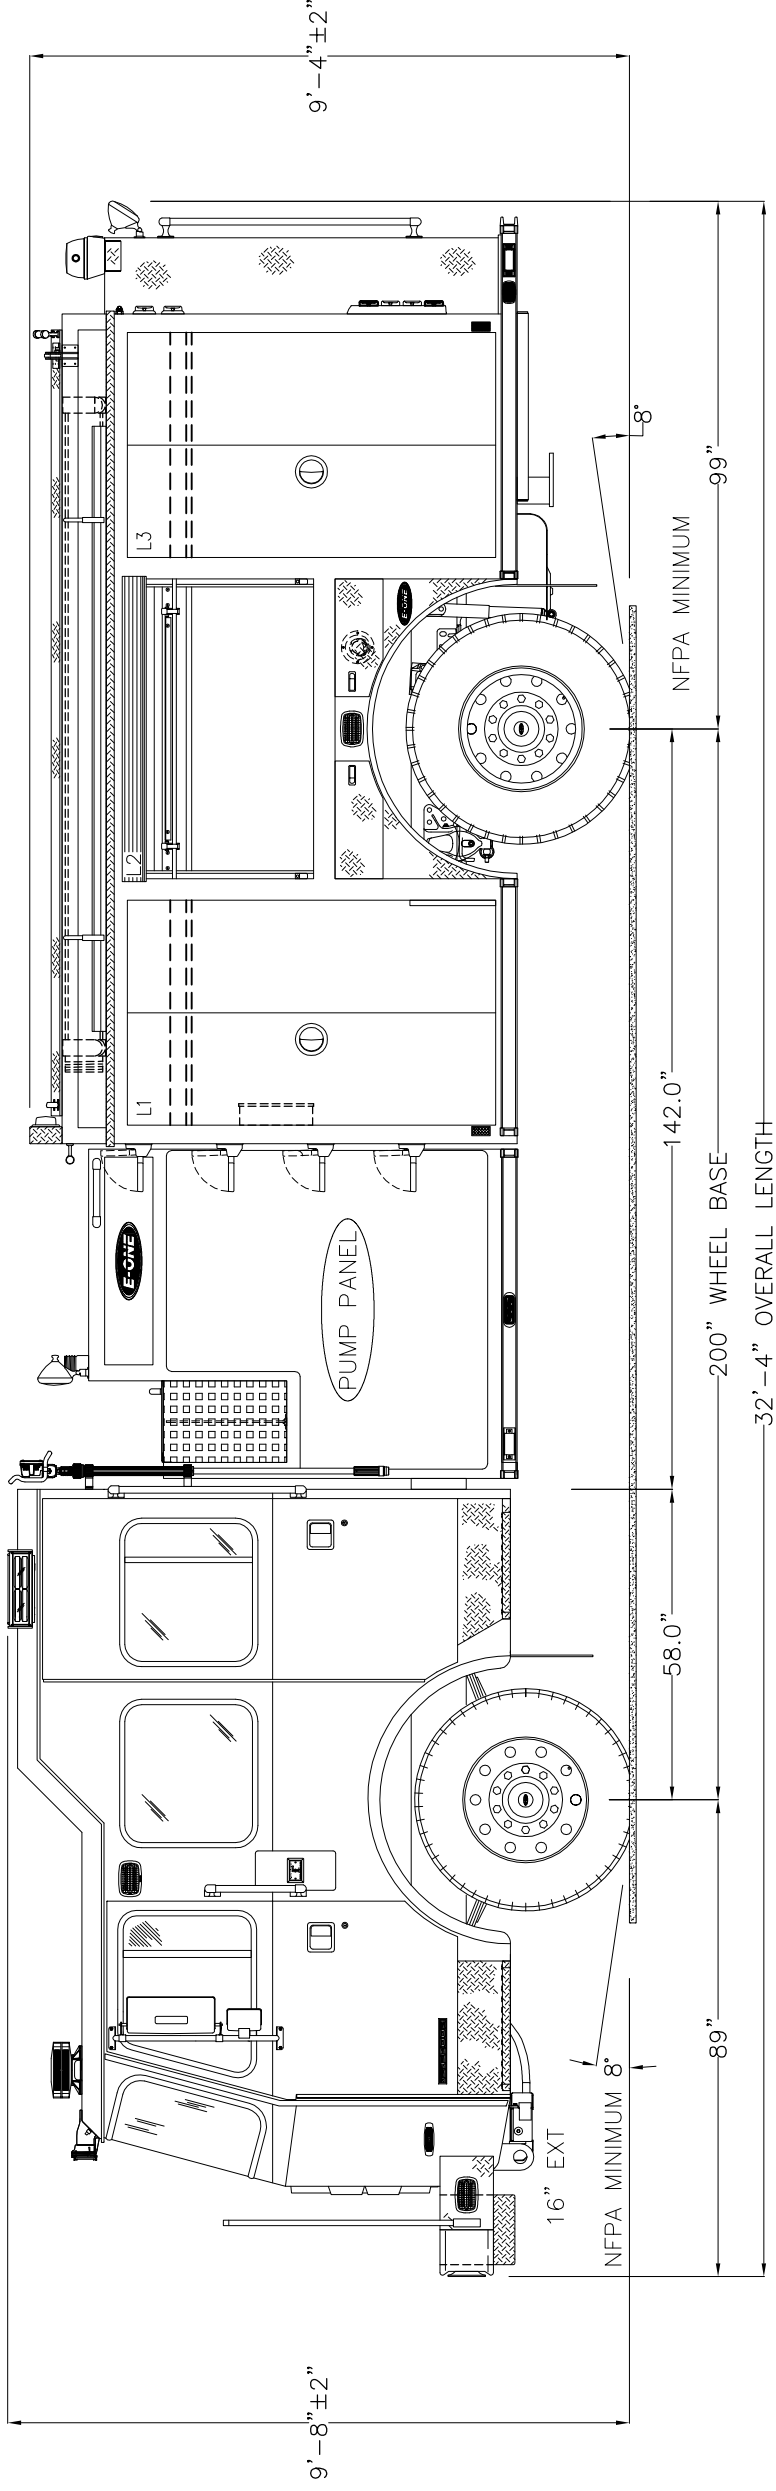 9'-8"±2"
9'-4"±2"
E-ONE
PUMP PANEL
L1
L2
L3
E-ONE
16" EXT
NFPA MINIMUM 8°
NFPA MINIMUM
8°
58.0"
142.0"
89"
200" WHEEL BASE
99"
32'-4" OVERALL LENGTH